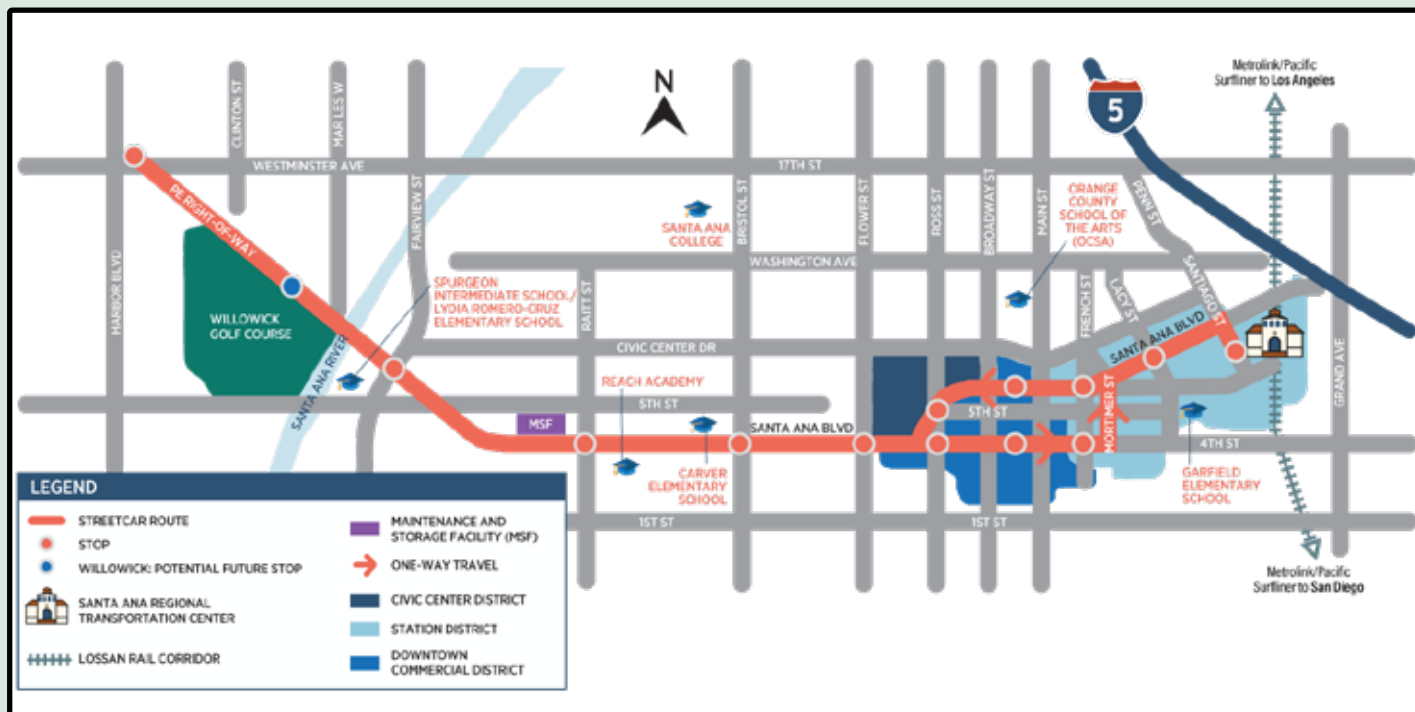 N
5
Metrolink/Pacific
Surfliner to Los Angeles
CLINTON ST
MAR LES W
WESTMINSTER AVE
17TH ST
PE RIGHT-OF-WAY
HARBOR BLVD
FAIRVIEW ST
SANTA ANA
COLLEGE
BRISTOL ST
FLOWER ST
ROSS ST
BROADWAY ST
MAIN ST
ORANGE
COUNTY
SCHOOL OF
THE ARTS
(OCSA)
PENN ST
SANTIAGO ST
WASHINGTON AVE
FRENCH ST
LACY ST
WILLOWICK
GOLF COURSE
SANTA ANA RIVER
SPURGEON
INTERMEDIATE SCHOOL/
LYDIA ROMERO-CRUZ
ELEMENTARY SCHOOL
RAITT ST
CIVIC CENTER DR
SANTA ANA BLVD
GRAND AVE
REACH ACADEMY
5TH ST
5TH ST
MORTIMER ST
MSF
SANTA ANA BLVD
4TH ST
CARVER
ELEMENTARY
SCHOOL
GARFIELD
ELEMENTARY
SCHOOL
1ST ST
1ST ST
Metrolink/Pacific
Surfliner to San Diego
LEGEND
STREETCAR ROUTE
STOP
WILLOWICK: POTENTIAL FUTURE STOP
SANTA ANA REGIONAL
TRANSPORTATION CENTER
LOSSAN RAIL CORRIDOR
MAINTENANCE AND
STORAGE FACILITY (MSF)
ONE-WAY TRAVEL
CIVIC CENTER DISTRICT
STATION DISTRICT
DOWNTOWN
COMMERCIAL DISTRICT